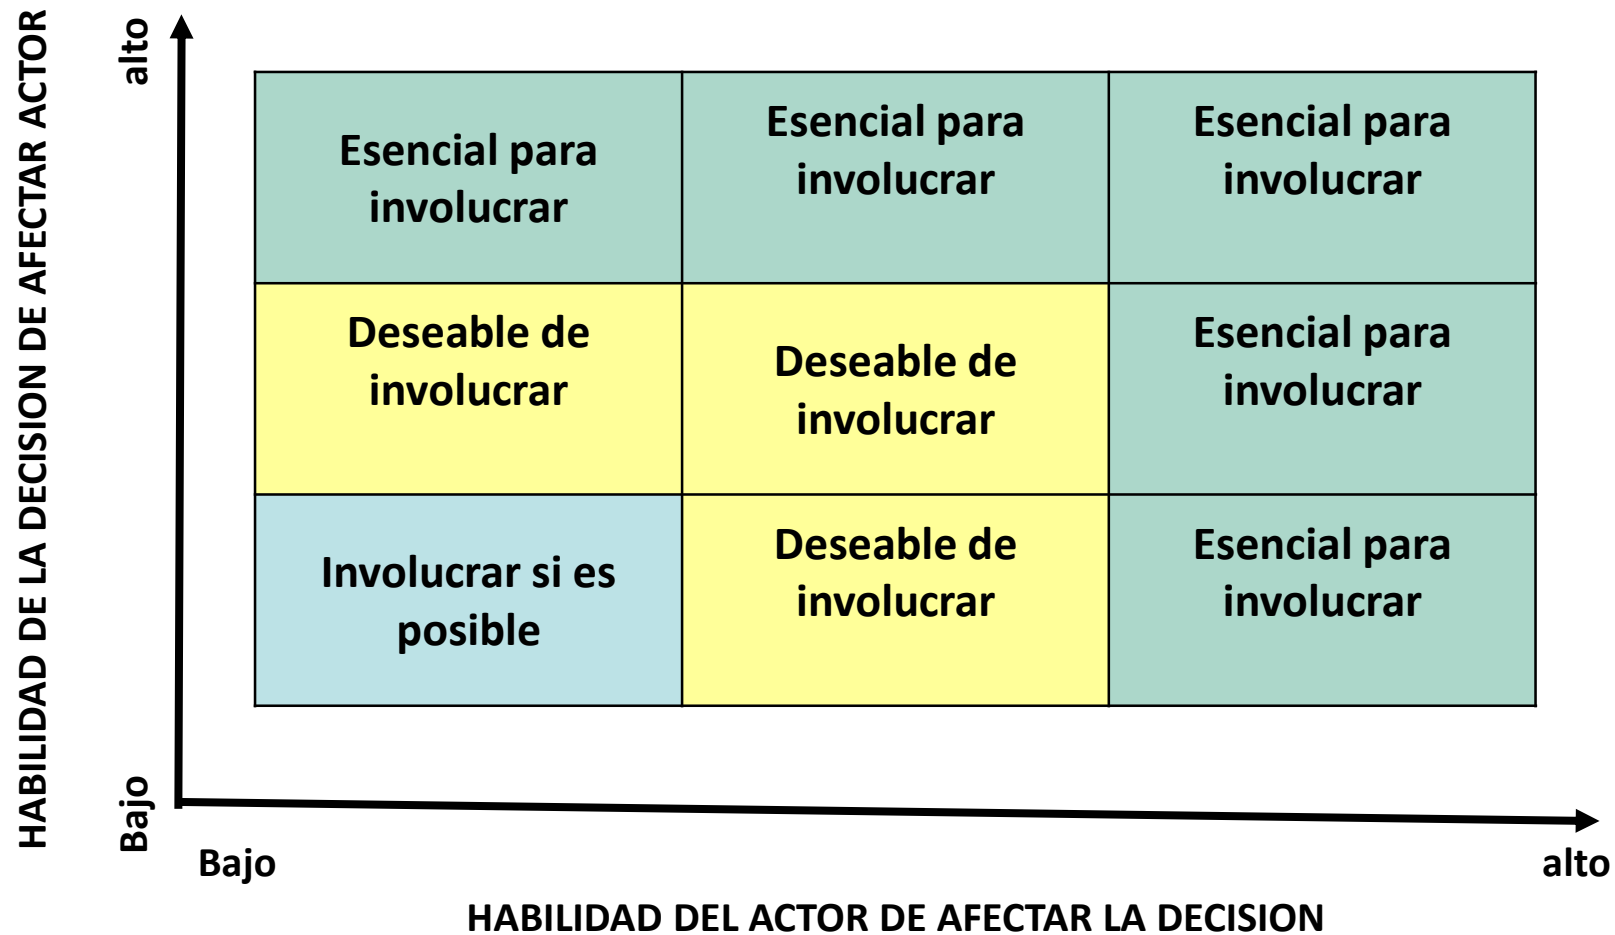 HABILIDAD DE LA DECISION DE AFECTAR ACTOR
alto
Esencial para
involucrar
Esencial para
involucrar
Esencial para
involucrar
Deseable de
involucrar
Deseable de
involucrar
Esencial para
involucrar
Involucrar si es
posible
Deseable de
involucrar
Esencial para
involucrar
Bajo
Bajo
alto
HABILIDAD DEL ACTOR DE AFECTAR LA DECISION